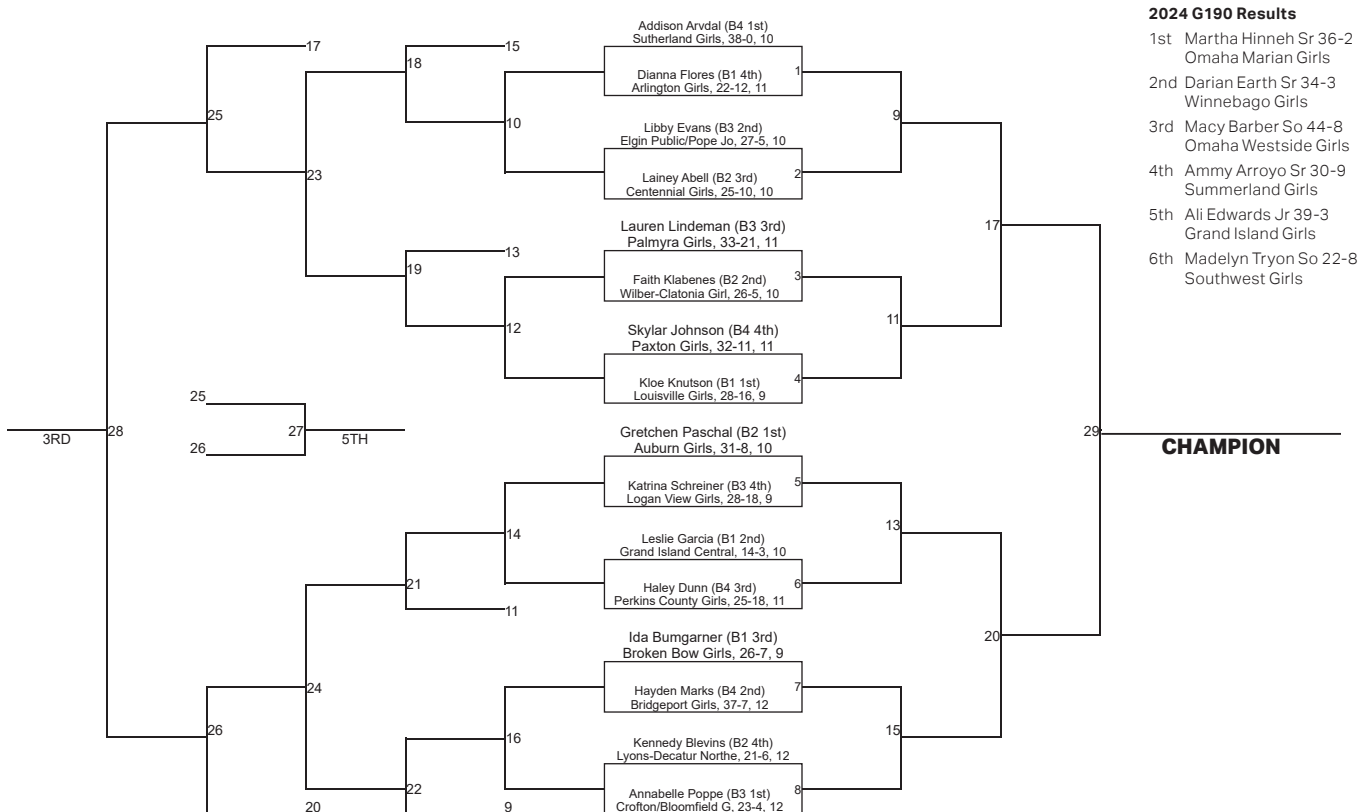 2024 G190 Results
1st Martha Hinneh Sr 36-2
Omaha Marian Girls
2nd Darian Earth Sr 34-3
Winnebago Girls
3rd Macy Barber So 44-8
Omaha Westside Girls
4th Ammy Arroyo Sr 30-9
Summerland Girls
5th Ali Edwards Jr 39-3
Grand Island Girls
6th Madelyn Tryon So 22-8
Southwest Girls
Addison Arvdal (B4 1st)
Sutherland Girls, 38-0, 10
17
15
18
Dianna Flores (B1 4th)
1
Arlington Girls, 22-12, 11
25
10
9
Libby Evans (B3 2nd)
Elgin Public/Pope Jo, 27-5, 10
23
Lainey Abell (B2 3rd)
2
Centennial Girls, 25-10, 10
17
Lauren Lindeman (B3 3rd)
Palmyra Girls, 33-21, 11
13
19
Faith Klabenes (B2 2nd)
3
Wilber-Clatonia Girl, 26-5, 10
12
11
Skylar Johnson (B4 4th)
Paxton Girls, 32-11, 11
Kloe Knutson (B1 1st)
4
Louisville Girls, 28-16, 9
25
28
3RD
27
5TH
26
29
CHAMPION
Gretchen Paschal (B2 1st)
Auburn Girls, 31-8, 10
Katrina Schreiner (B3 4th)
5
Logan View Girls, 28-18, 9
14
13
Leslie Garcia (B1 2nd)
Grand Island Central, 14-3, 10
21
Haley Dunn (B4 3rd)
6
Perkins County Girls, 25-18, 11
11
20
Ida Bumgarner (B1 3rd)
Broken Bow Girls, 26-7, 9
24
Hayden Marks (B4 2nd)
7
Bridgeport Girls, 37-7, 12
26
16
15
Kennedy Blevins (B2 4th)
Lyons-Decatur Northe, 21-6, 12
22
Annabelle Poppe (B3 1st)
8
Crofton/Bloomfield G, 23-4, 12
20
9